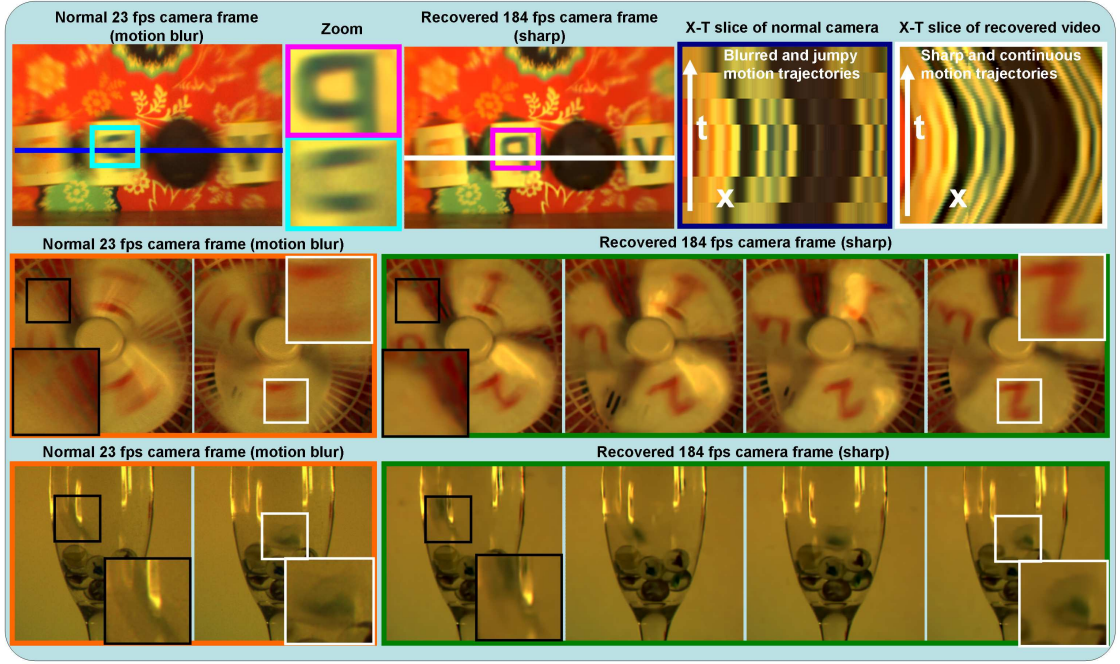 Normal 23 fps camera frame
(motion blur)
Zoom
Recovered 184 fps camera frame
(sharp)
X-T slice of normal camera
X-T slice of recovered video
q
V
Blurred and jumpy
motion trajectories
t
x
Sharp and continuous
motion trajectories
t
x
Normal 23 fps camera frame (motion blur)
Recovered 184 fps camera frame (sharp)
Z
Normal 23 fps camera frame (motion blur)
Recovered 184 fps camera frame (sharp)